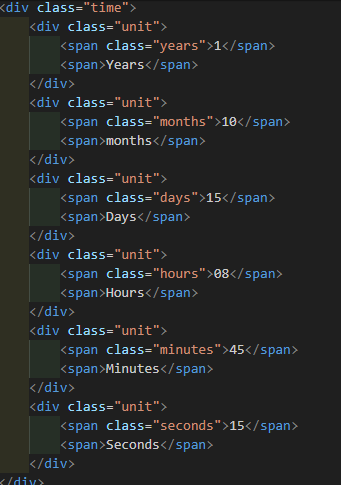 <div class="time">
<div class="unit">
<span class="years">1</span>
<span>Years</span>
</div>
<div class="unit">
<span class="months">10</span>
<span>months</span>
</div>
<div class="unit">
<span class="days">15</span>
<span>Days</span>
</div>
<div class="unit">
<span class="hours">08</span>
<span>Hours</span>
</div>
<div class="unit">
<span class="minutes">45</span>
<span>Minutes</span>
</div>
<div class="unit">
<span class="seconds">15</span>
<span>Seconds</span>
</div>
</div>